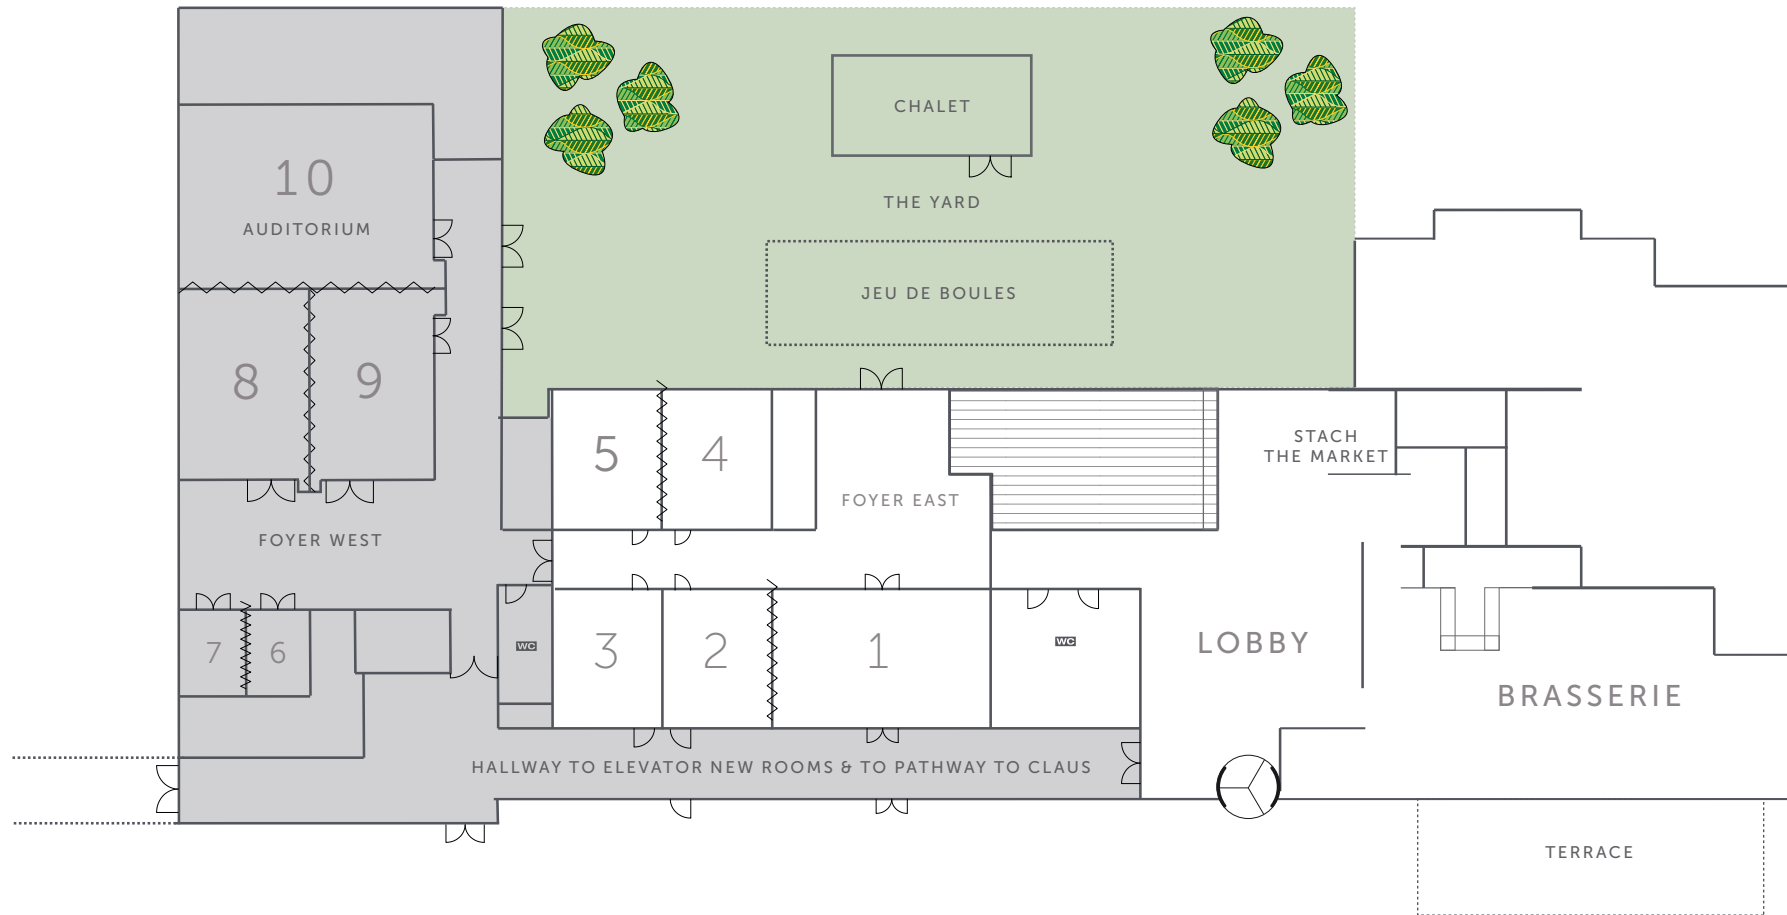 CHALET
10
AUDITORIUM
THE YARD
JEU DE BOULES
8
9
5
4
STACH
THE MARKET
FOYER EAST
FOYER WEST
7
6
WC
3
2
1
WC
LOBBY
BRASSERIE
HALLWAY TO ELEVATOR NEW ROOMS & TO PATHWAY TO CLAUS
TERRACE